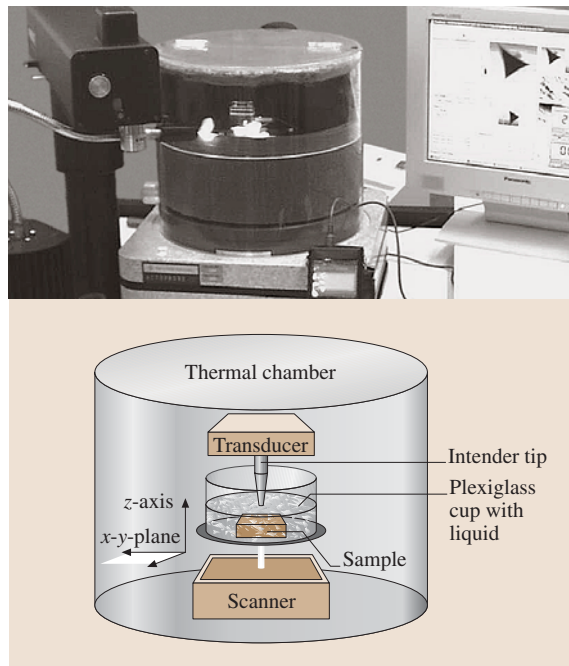 Panasonic
Thermal chamber
Transducer
Intender tip
Plexiglass
cup with
liquid
z-axis
x-y-plane
Sample
Scanner